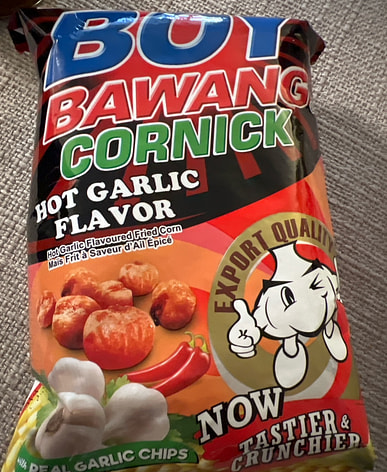 BOY
BAWANG
CORNICK
HOT GARLIC
FLAVOR
Hot Garlic Flavoured Fried Corn
Maïs Frit à Saveur d'Ail Épicé
EXPORT QUALITY
NOW
TASTIER &
CRUNCHIER
with REAL GARLIC CHIPS